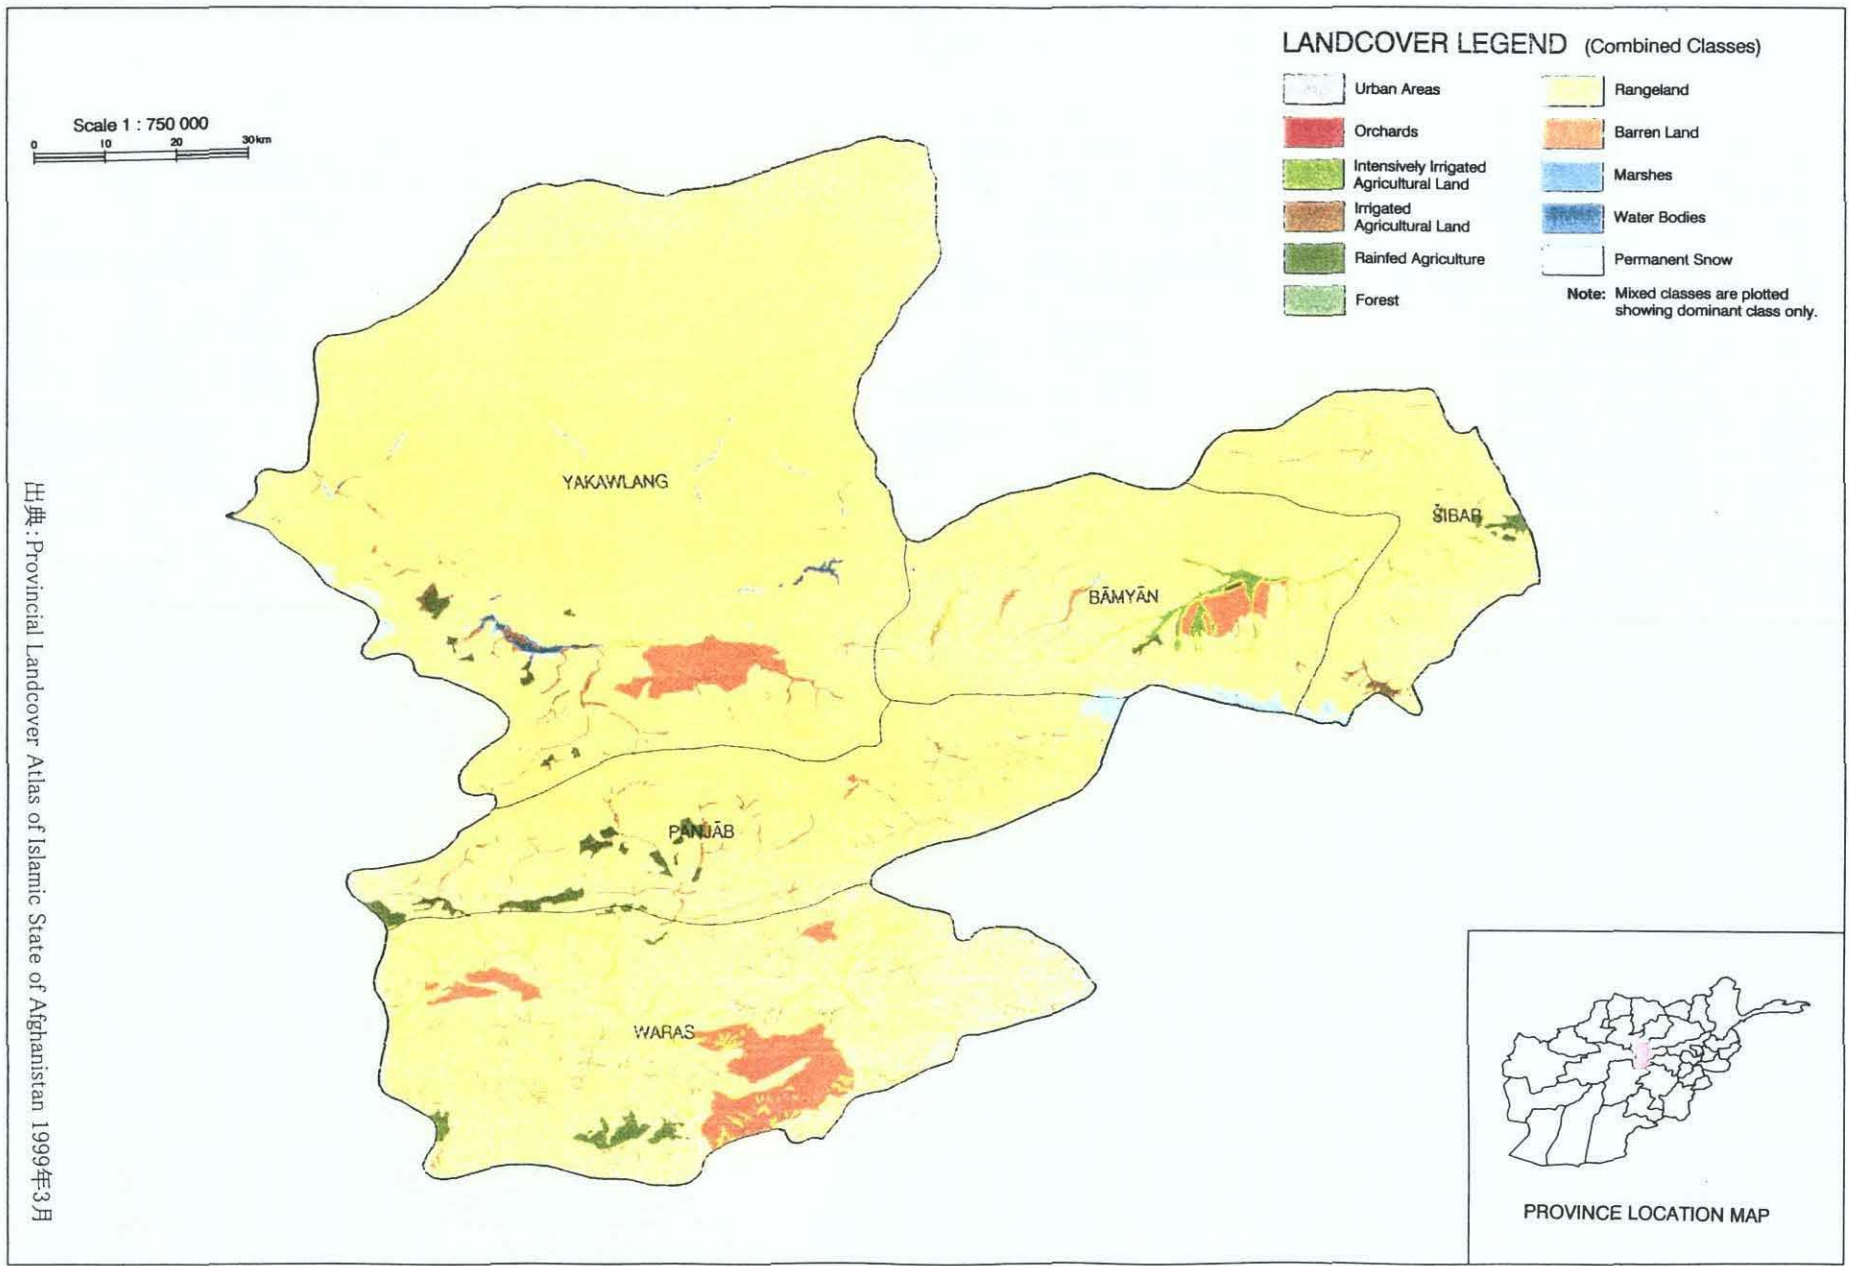 LANDCOVER LEGEND (Combined Classes)
Urban Areas
Orchards
Intensively Irrigated
Agricultural Land
Irrigated
Agricultural Land
Rainfed Agriculture
Forest
Rangeland
Barren Land
Marshes
Water Bodies
Permanent Snow
Note: Mixed classes are plotted
showing dominant class only.
Scale 1 : 750 000
0 10 20 30km
YAKAWLANG
ŠIBAR
BĀMYĀN
PANJĀB
WARAS
出典:Provincial Landcover Atlas of Islamic State of Afghanistan 1999年3月
PROVINCE LOCATION MAP